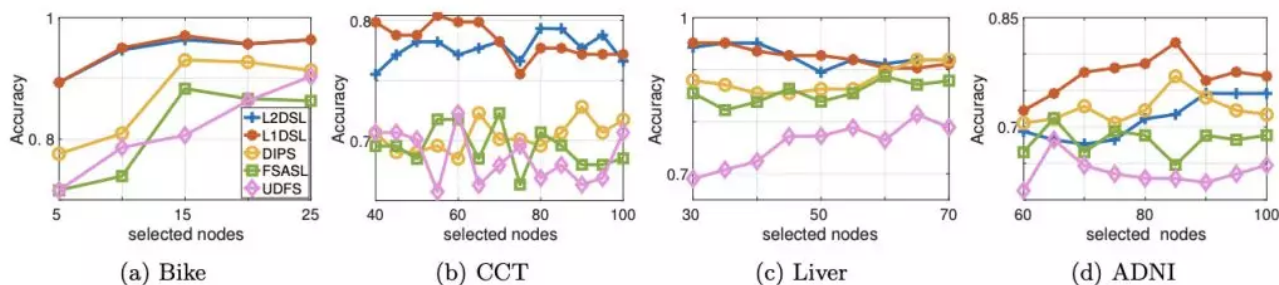 Accuracy
1
0.8
5
10
15
20
25
selected nodes
L2DSL
L1DSL
DIPS
FSASL
UDFS
(a) Bike
Accuracy
0.8
0.7
40
60
80
100
selected nodes
(b) CCT
Accuracy
1
0.7
30
50
70
selected nodes
(c) Liver
Accuracy
0.85
0.7
60
80
100
selected nodes
(d) ADNI